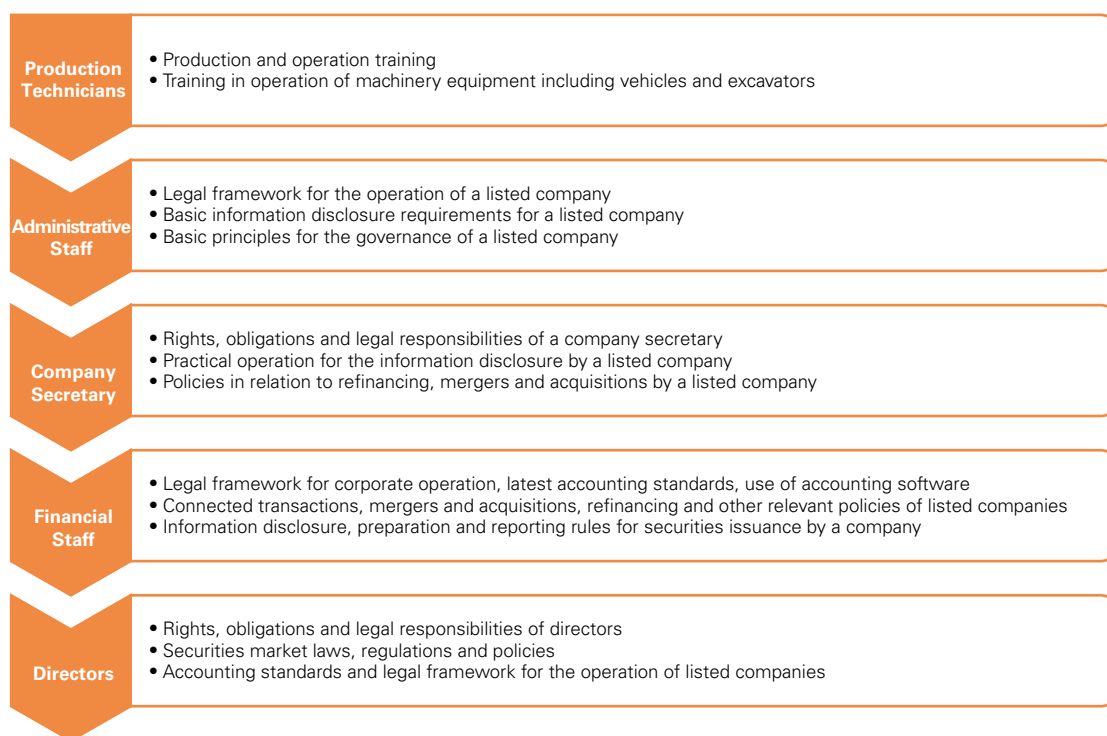 Production
Technicians
• Production and operation training
• Training in operation of machinery equipment including vehicles and excavators
Administrative
Staff
• Legal framework for the operation of a listed company
• Basic information disclosure requirements for a listed company
• Basic principles for the governance of a listed company
Company
Secretary
• Rights, obligations and legal responsibilities of a company secretary
• Practical operation for the information disclosure by a listed company
• Policies in relation to refinancing, mergers and acquisitions by a listed company
Financial
Staff
• Legal framework for corporate operation, latest accounting standards, use of accounting software
• Connected transactions, mergers and acquisitions, refinancing and other relevant policies of listed companies
• Information disclosure, preparation and reporting rules for securities issuance by a company
Directors
• Rights, obligations and legal responsibilities of directors
• Securities market laws, regulations and policies
• Accounting standards and legal framework for the operation of listed companies